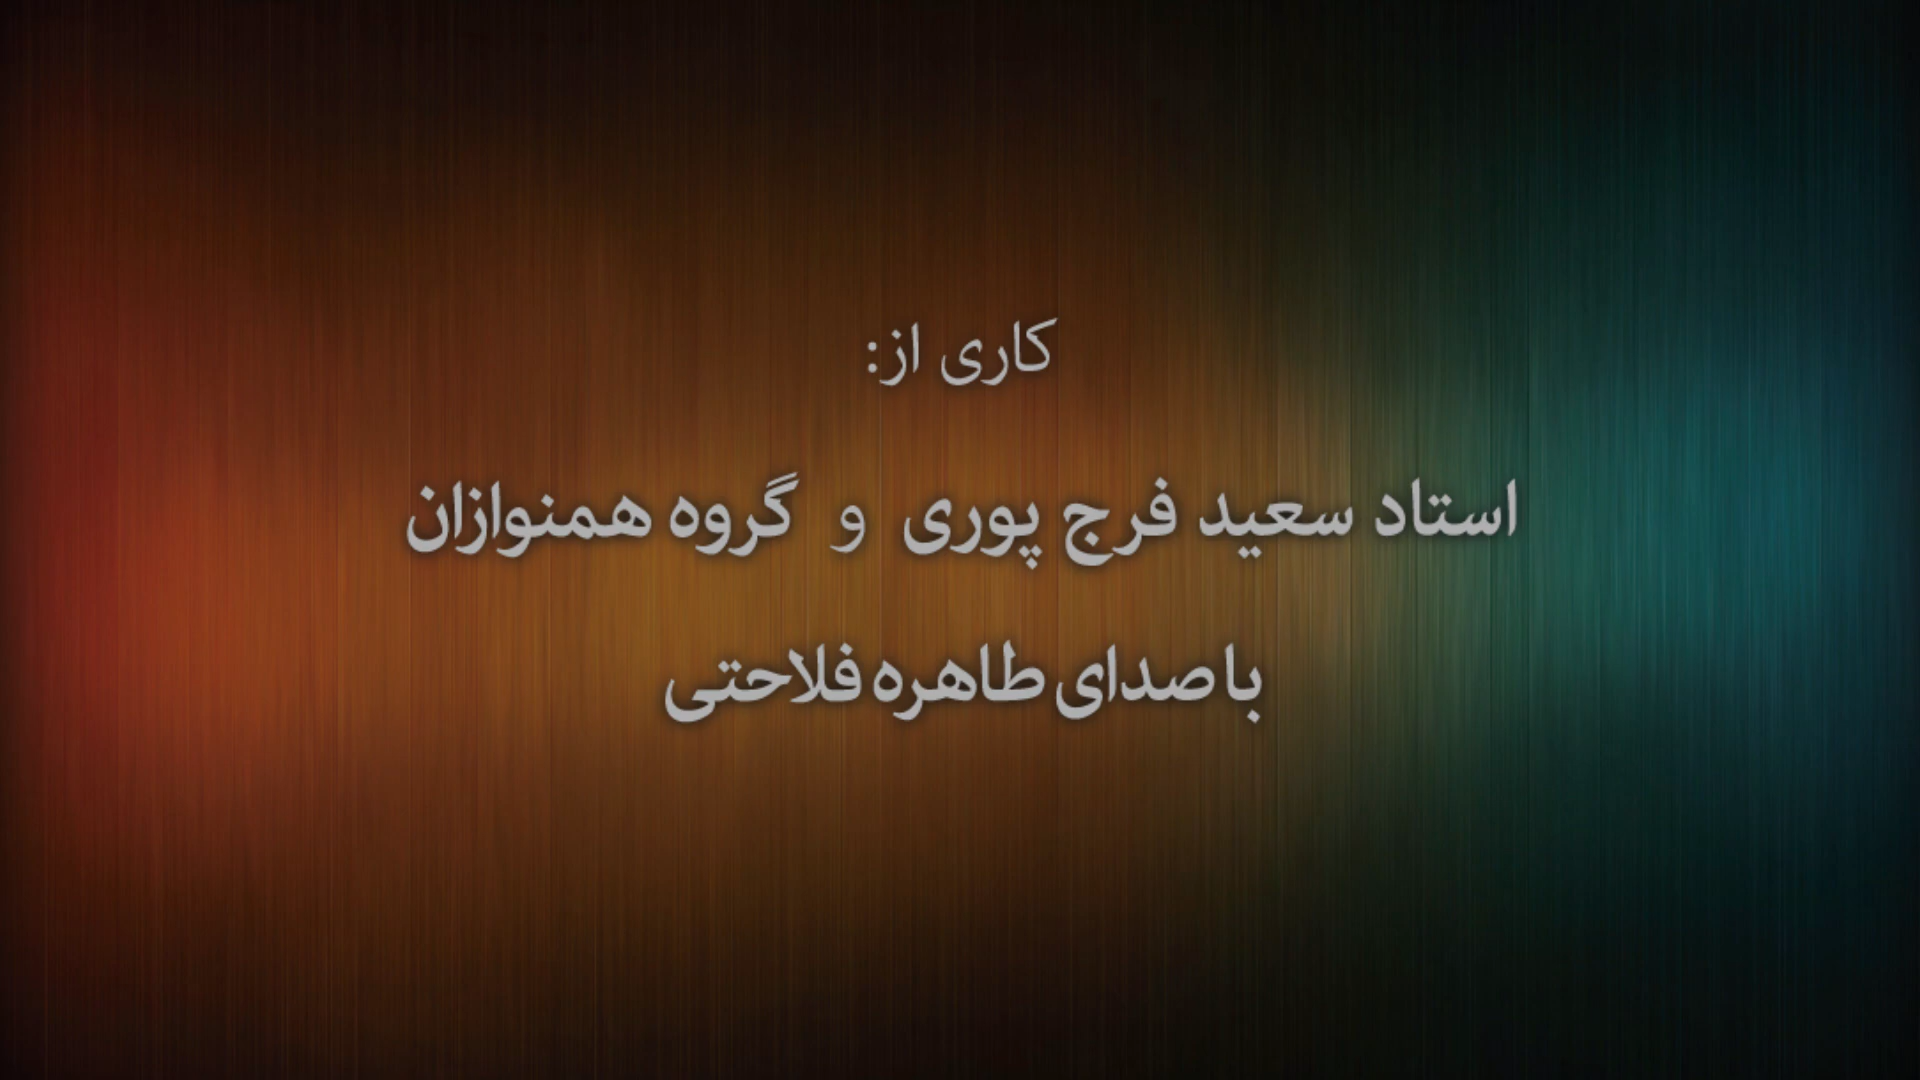 کاری از:
استاد سعید فرج پوری و گروه همنوازان
با صدای طاهره فلاحتی